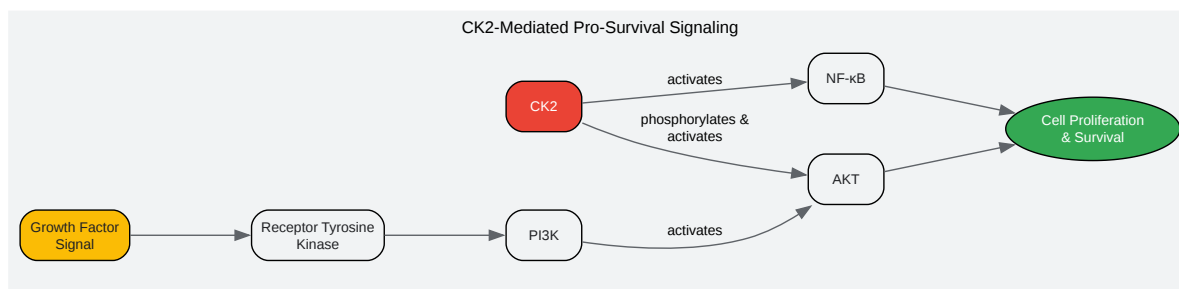 CK2-Mediated Pro-Survival Signaling
CK2
activates
NF-κB
phosphorylates &
activates
AKT
Cell Proliferation
& Survival
Growth Factor
Signal
Receptor Tyrosine
Kinase
PI3K
activates